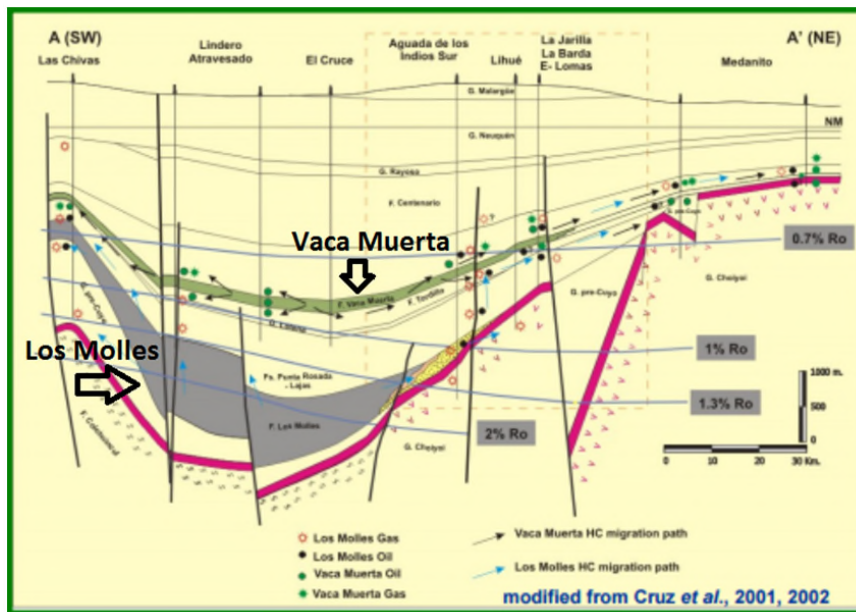 A (SW)
Las Chivas
Lindero
Atravesado
El Cruce
Aguada de los
Indios Sur
Lihué
La Jarilla
La Barda
E- Lomas
Medanito
A' (NE)
G. Malargüe
NM
G. Neuquén
G. Rayoso
F. Centenario
Vaca Muerta
F. Vaca Muerta
F. Tordillo
?
0.7% Ro
G. pre-Cuyo
G. Choiyoi
G. pre-Cuyo
G. pre-Cuyo
Los Molles
Fs. Punta Rosada
- Lajas
F. Los Molles
G. Choiyoi
1% Ro
1.3% Ro
2% Ro
1000 m.
500
0
0 10 20 30 Km.
Los Molles Gas
Los Molles Oil
Vaca Muerta Oil
Vaca Muerta Gas
Vaca Muerta HC migration path
Los Molles HC migration path
modified from Cruz et al., 2001, 2002